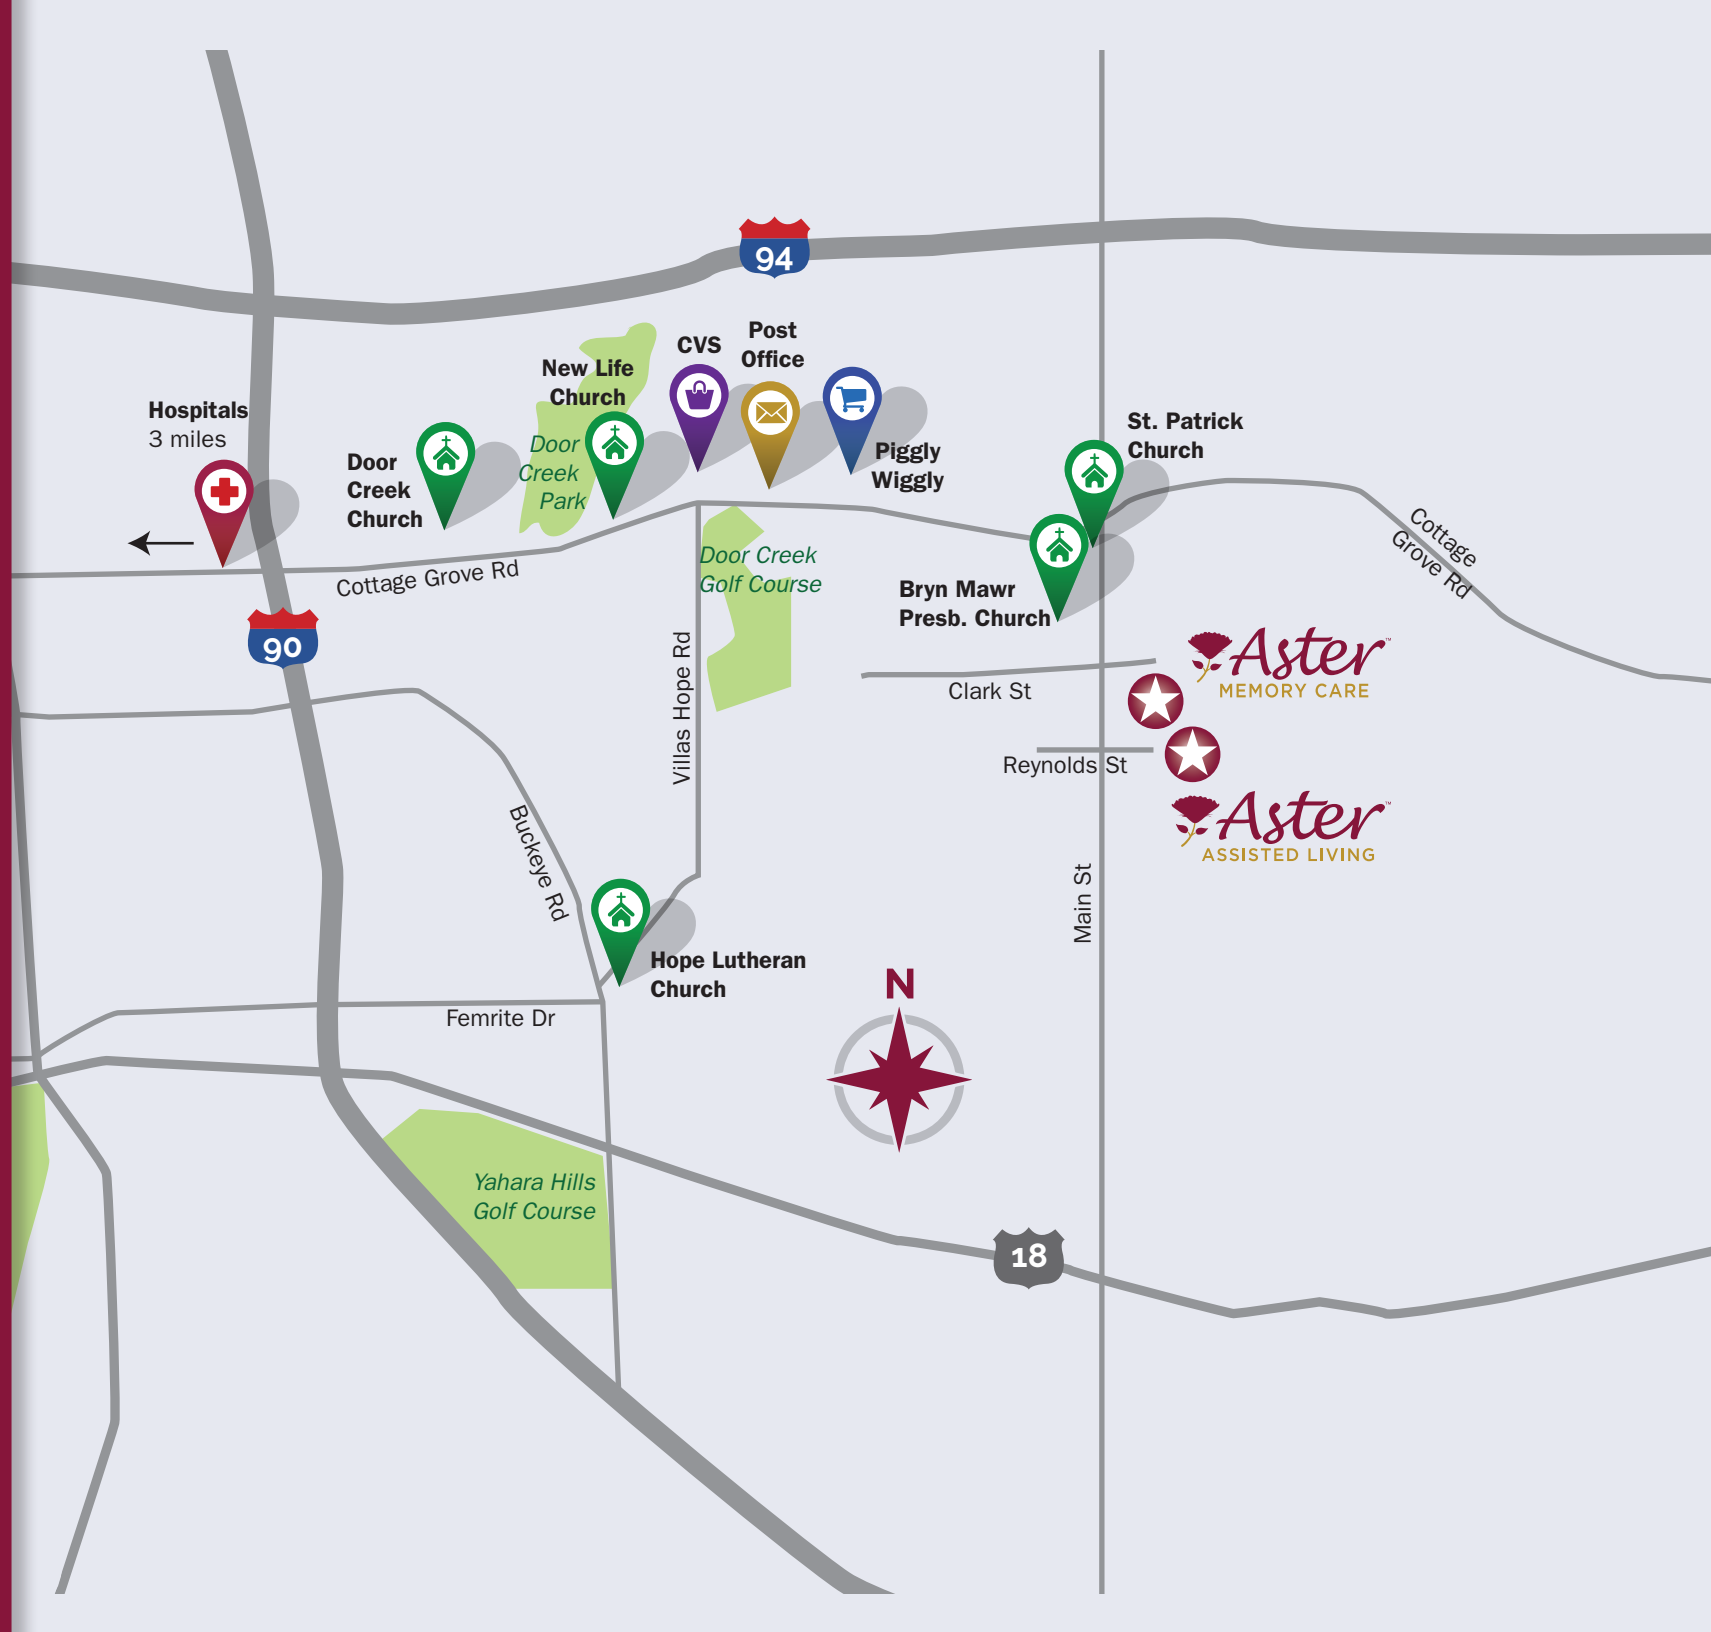 94
Post
Office
CVS
New Life
Church
Hospitals
3 miles
St. Patrick
Church
Door
Creek
Church
Door
Creek
Park
Piggly
Wiggly
Cottage
Grove Rd
Cottage Grove Rd
Door Creek
Golf Course
Bryn Mawr
Presb. Church
90
Aster™
MEMORY CARE
Clark St
Villas Hope Rd
Reynolds St
Aster™
ASSISTED LIVING
Buckeye Rd
Main St
Hope Lutheran
Church
N
Femrite Dr
Yahara Hills
Golf Course
18